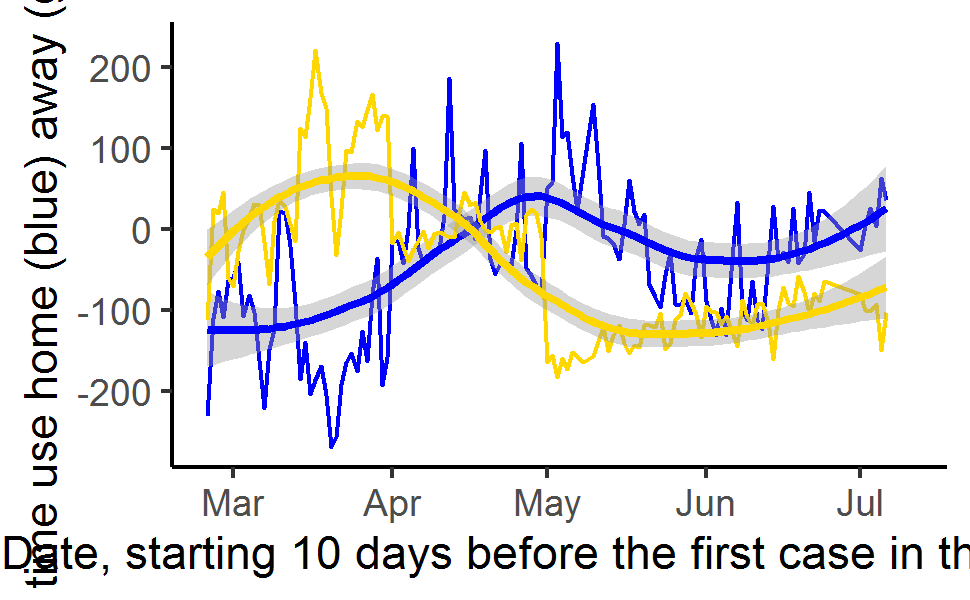 time use home (blue) away (
200
100
0
-100
-200
Mar Apr May Jun Jul
Date, starting 10 days before the first case in th